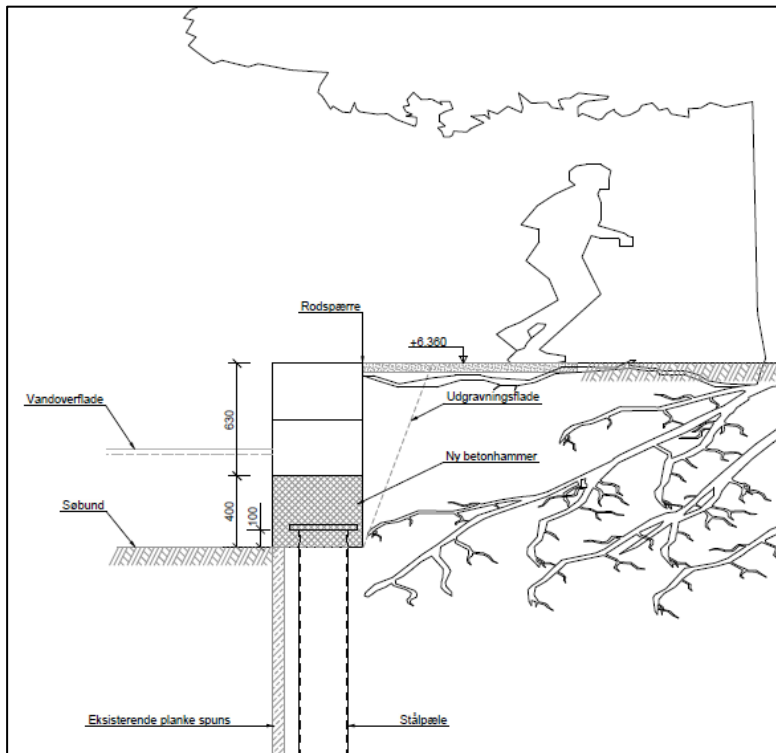 Rodspærre
+6.360
Vandoverflade
630
Udgravningsflade
Ny betonhammer
Søbund
400
100
Eksisterende planke spuns
Stålpæle